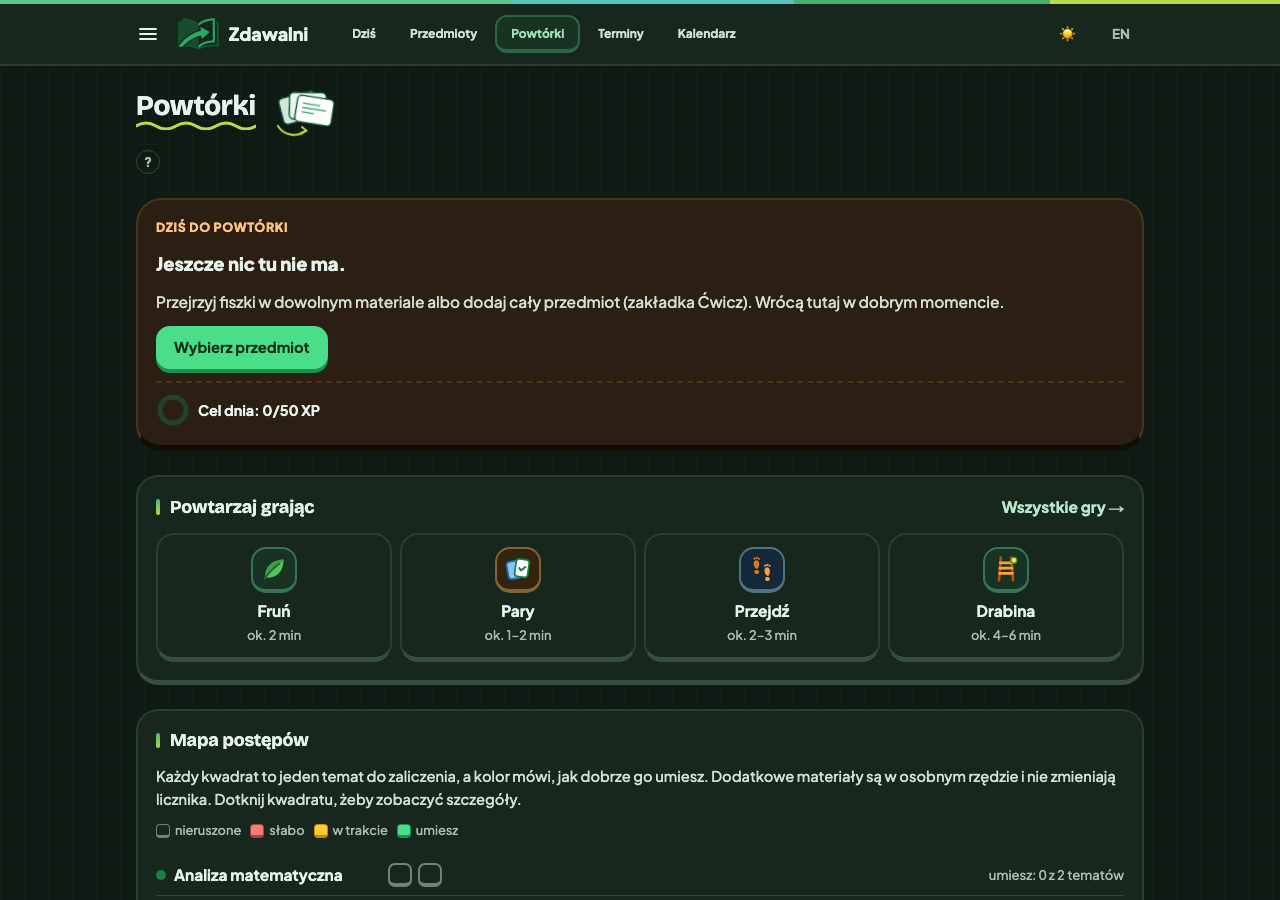 Zdawalni
Dziś
Przedmioty
Powtórki
Terminy
Kalendarz
EN
Powtórki
?
DZIŚ DO POWTÓRKI
Jeszcze nic tu nie ma.
Przejrzyj fiszki w dowolnym materiale albo dodaj cały przedmiot (zakładka Ćwicz). Wrócą tutaj w dobrym momencie.
Wybierz przedmiot
Cel dnia: 0/50 XP
Powtarzaj grając
Wszystkie gry →
Fruń
ok. 2 min
Pary
ok. 1–2 min
Przejdź
ok. 2–3 min
Drabina
ok. 4–6 min
Mapa postępów
Każdy kwadrat to jeden temat do zaliczenia, a kolor mówi, jak dobrze go umiesz. Dodatkowe materiały są w osobnym rzędzie i nie zmieniają
licznika. Dotknij kwadratu, żeby zobaczyć szczegóły.
nieruszone
słabo
w trakcie
umiesz
Analiza matematyczna
umiesz: 0 z 2 tematów